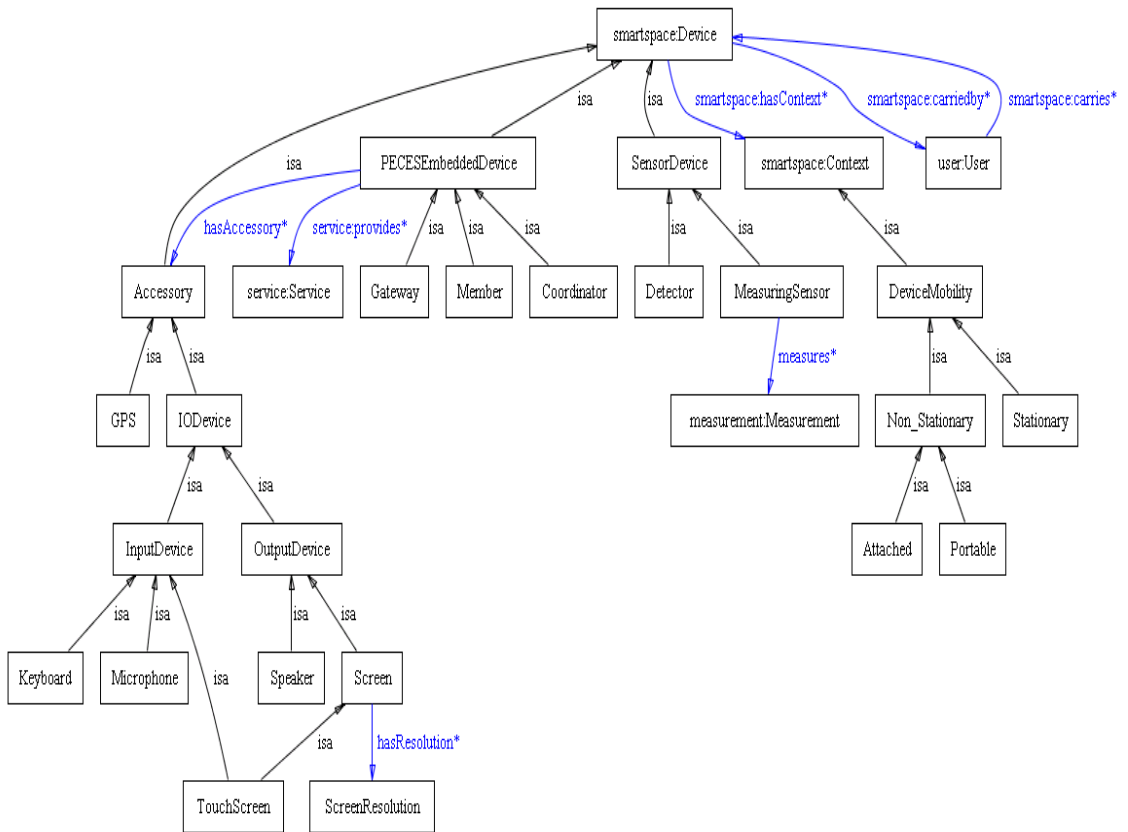 smartspace:Device
isa
isa
smartspace:hasContext*
smartspace:carriedby*
smartspace:carries*
isa
PECESEmbeddedDevice
SensorDevice
smartspace:Context
user:User
hasAccessory*
service:provides*
isa
isa
isa
isa
isa
isa
Accessory
service:Service
Gateway
Member
Coordinator
Detector
MeasuringSensor
DeviceMobility
isa
isa
measures*
isa
isa
GPS
IODevice
measurement:Measurement
Non_Stationary
Stationary
isa
isa
isa
isa
InputDevice
OutputDevice
Attached
Portable
isa
isa
isa
isa
isa
Keyboard
Microphone
Speaker
Screen
isa
hasResolution*
TouchScreen
ScreenResolution